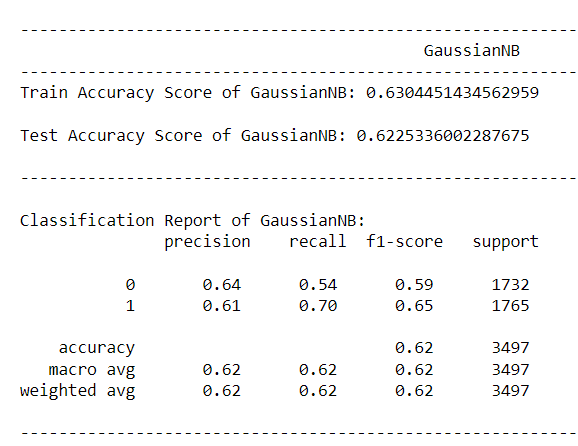 ----------------------------------------------------------
GaussianNB
----------------------------------------------------------
Train Accuracy Score of GaussianNB: 0.6304451434562959
Test Accuracy Score of GaussianNB: 0.6225336002287675
----------------------------------------------------------
Classification Report of GaussianNB:
precision recall f1-score support
0 0.64 0.54 0.59 1732
1 0.61 0.70 0.65 1765
accuracy 0.62 3497
macro avg 0.62 0.62 0.62 3497
weighted avg 0.62 0.62 0.62 3497
----------------------------------------------------------